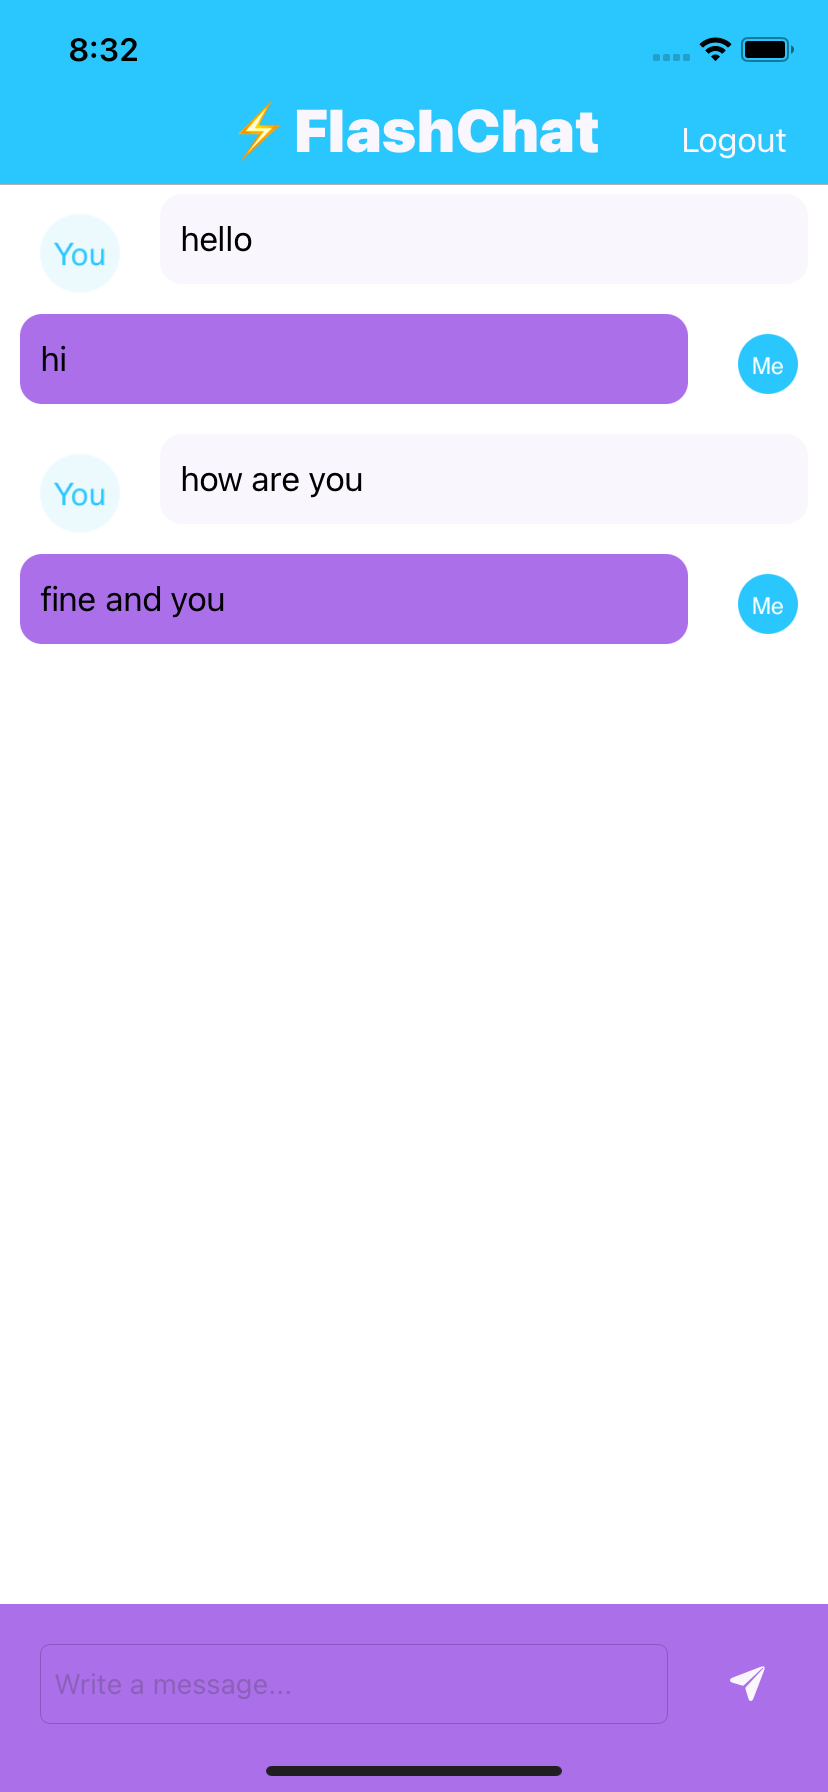 8:32
⚡️FlashChat
Logout
You
hello
hi
Me
You
how are you
fine and you
Me
Write a message...